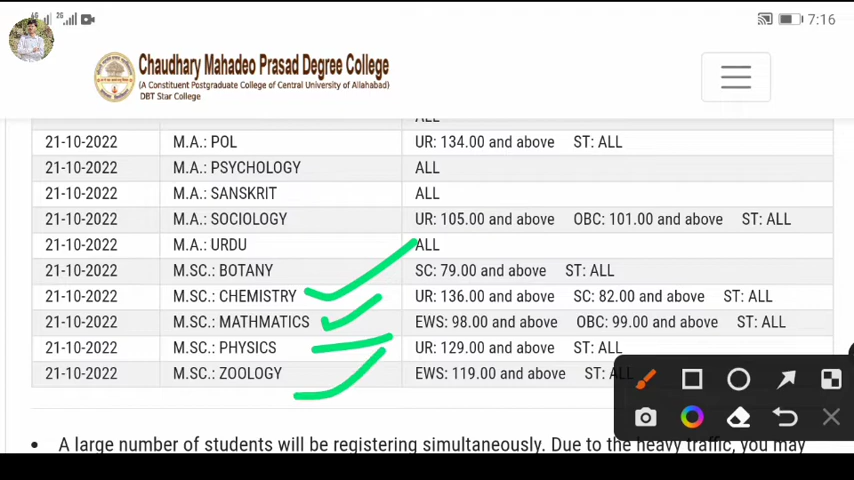 4G 2G 7:16
Chaudhary Mahadeo Prasad Degree College
(A Constituent Postgraduate College of Central University of Allahabad)
DBT Star College
ALL
21-10-2022 M.A.: POL UR: 134.00 and above ST: ALL
21-10-2022 M.A.: PSYCHOLOGY ALL
21-10-2022 M.A.: SANSKRIT ALL
21-10-2022 M.A.: SOCIOLOGY UR: 105.00 and above OBC: 101.00 and above ST: ALL
21-10-2022 M.A.: URDU ALL
21-10-2022 M.SC.: BOTANY SC: 79.00 and above ST: ALL
21-10-2022 M.SC.: CHEMISTRY UR: 136.00 and above SC: 82.00 and above ST: ALL
21-10-2022 M.SC.: MATHMATICS EWS: 98.00 and above OBC: 99.00 and above ST: ALL
21-10-2022 M.SC.: PHYSICS UR: 129.00 and above ST: ALL
21-10-2022 M.SC.: ZOOLOGY EWS: 119.00 and above ST: ALL
• A large number of students will be registering simultaneously. Due to the heavy traffic, you may